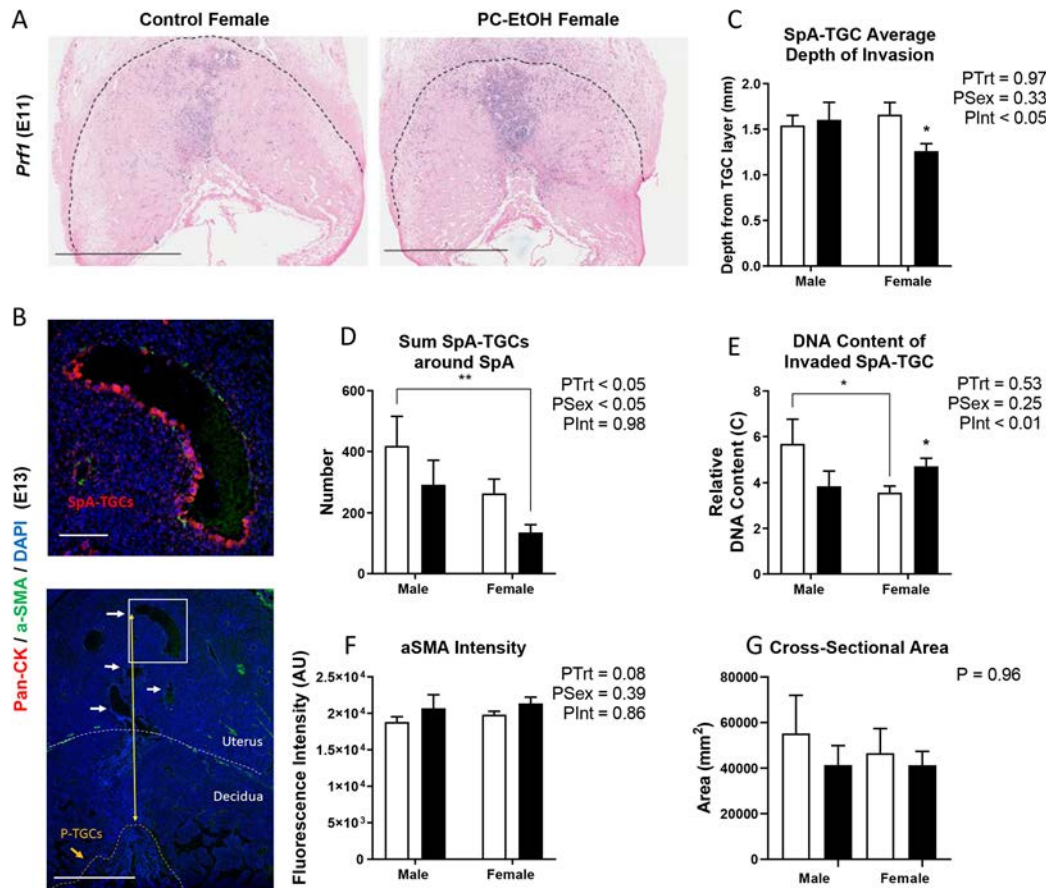 A
Control Female
PC-EtOH Female
Prf1 (E11)
B
Pan-CK / a-SMA / DAPI (E13)
SpA-TGCs
Uterus
Decidua
P-TGCs
C
SpA-TGC Average
Depth of Invasion
PTrt = 0.97
PSex = 0.33
PInt < 0.05
Depth from TGC layer (mm)
2.0
1.5
1.0
0.5
0.0
*
Male
Female
D
Sum SpA-TGCs
around SpA
PTrt < 0.05
PSex < 0.05
PInt = 0.98
Number
600
400
200
0
**
Male
Female
E
DNA Content of
Invaded SpA-TGC
PTrt = 0.53
PSex = 0.25
PInt < 0.01
Relative
DNA Content (C)
8
6
4
2
0
*
*
Male
Female
F
aSMA Intensity
PTrt = 0.08
PSex = 0.39
PInt = 0.86
Fluorescence Intensity (AU)
2.5×10⁴
2×10⁴
1.5×10⁴
1×10⁴
5×10³
0
Male
Female
G
Cross-Sectional Area
P = 0.96
Area (mm²)
80000
60000
40000
20000
0
Male
Female